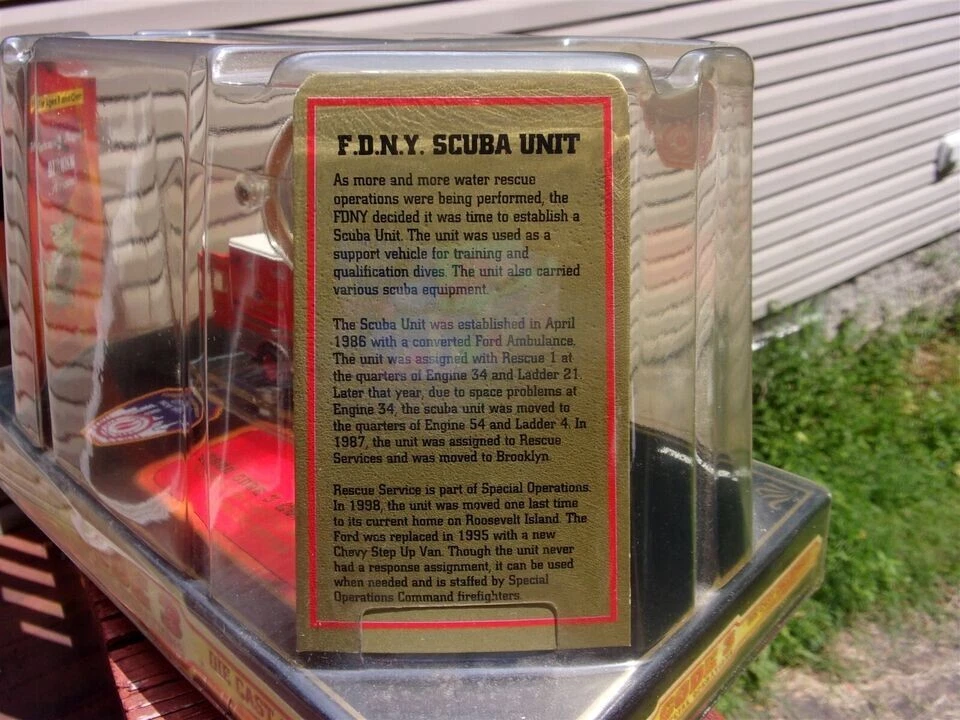 F.D.N.Y. SCUBA UNIT
As more and more water rescue
operations were being performed, the
FDNY decided it was time to establish a
Scuba Unit. The unit was used as a
support vehicle for training and
qualification dives. The unit also carried
various scuba equipment.
The Scuba Unit was established in April
1986 with a converted Ford Ambulance.
The unit was assigned with Rescue 1 at
the quarters of Engine 34 and Ladder 21.
Later that year, due to space problems at
Engine 34, the scuba unit was moved to
the quarters of Engine 54 and Ladder 4. In
1987, the unit was assigned to Rescue
Services and was moved to Brooklyn.
Rescue Service is part of Special Operations.
In 1998, the unit was moved one last time
to its current home on Roosevelt Island. The
Ford was replaced in 1995 with a new
Chevy Step Up Van. Though the unit never
had a response assignment, it can be used
when needed and is staffed by Special
Operations Command firefighters.
DIE CAST
CODE 3